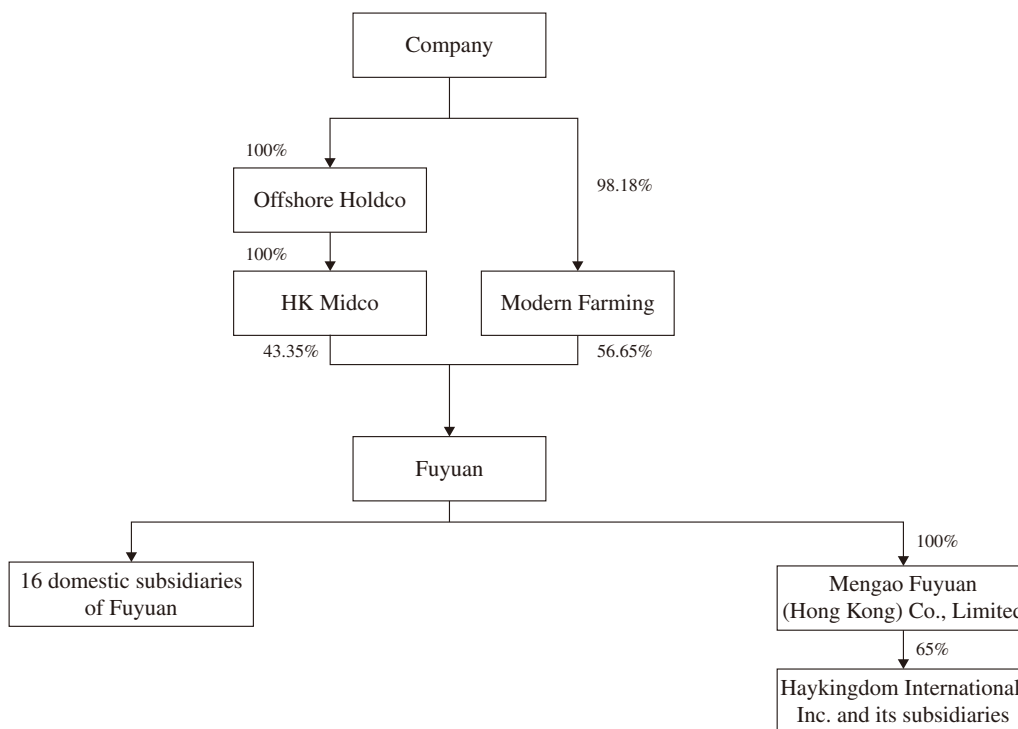 Company
100%
Offshore Holdco
98.18%
100%
HK Midco
Modern Farming
43.35%
56.65%
Fuyuan
100%
16 domestic subsidiaries
of Fuyuan
Mengao Fuyuan
(Hong Kong) Co., Limited
65%
Haykingdom International
Inc. and its subsidiaries